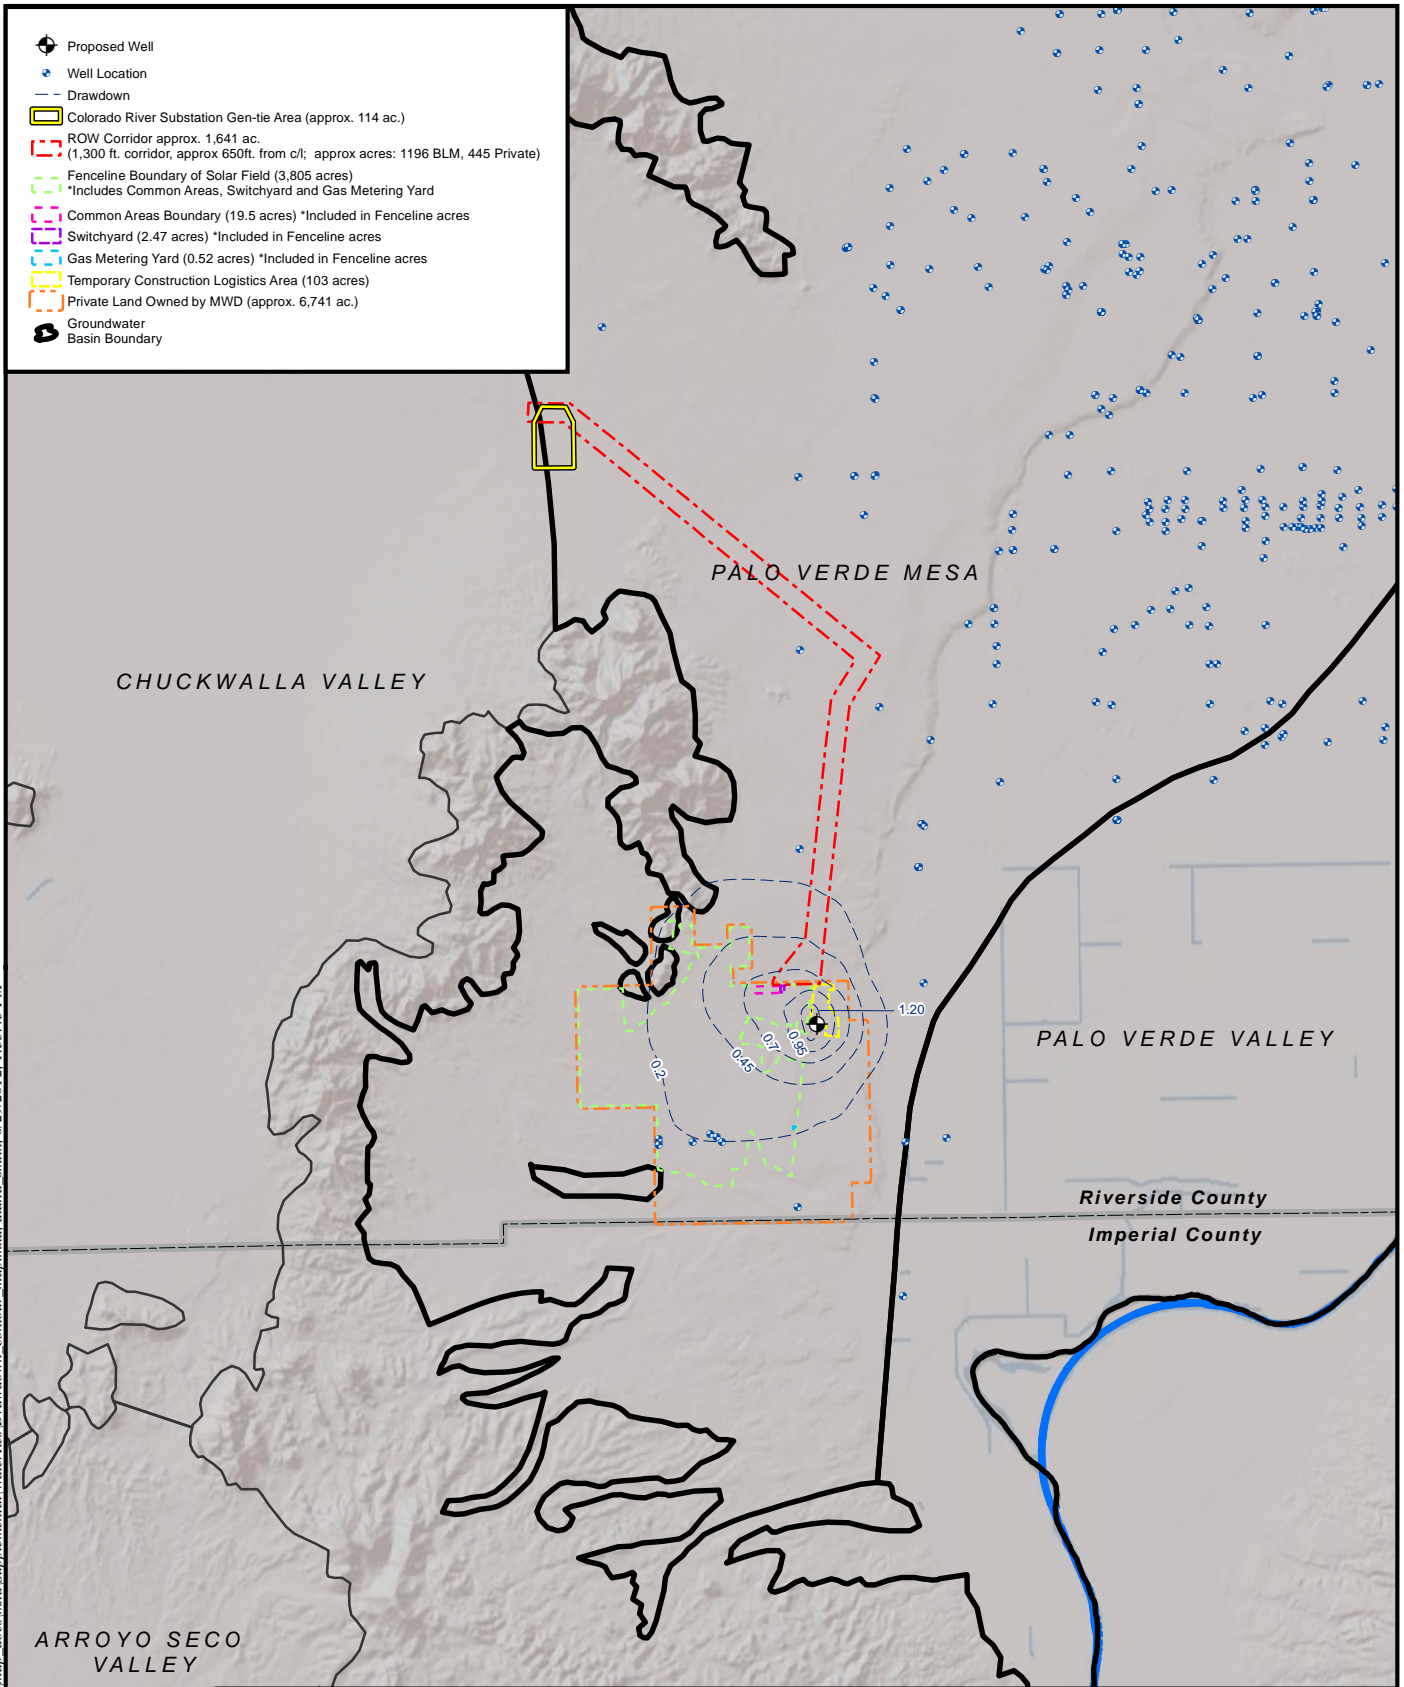 Proposed Well
Well Location
Drawdown
Colorado River Substation Gen-tie Area (approx. 114 ac.)
ROW Corridor approx. 1,641 ac.
(1,300 ft. corridor, approx 650ft. from c/l; approx acres: 1196 BLM, 445 Private)
Fenceline Boundary of Solar Field (3,805 acres)
*Includes Common Areas, Switchyard and Gas Metering Yard
Common Areas Boundary (19.5 acres) *Included in Fenceline acres
Switchyard (2.47 acres) *Included in Fenceline acres
Gas Metering Yard (0.52 acres) *Included in Fenceline acres
Temporary Construction Logistics Area (103 acres)
Private Land Owned by MWD (approx. 6,741 ac.)
Groundwater
Basin Boundary
PALO VERDE MESA
CHUCKWALLA VALLEY
1.20
0.95
0.7
0.45
0.2
PALO VERDE VALLEY
Riverside County
Imperial County
ARROYO SECO
VALLEY